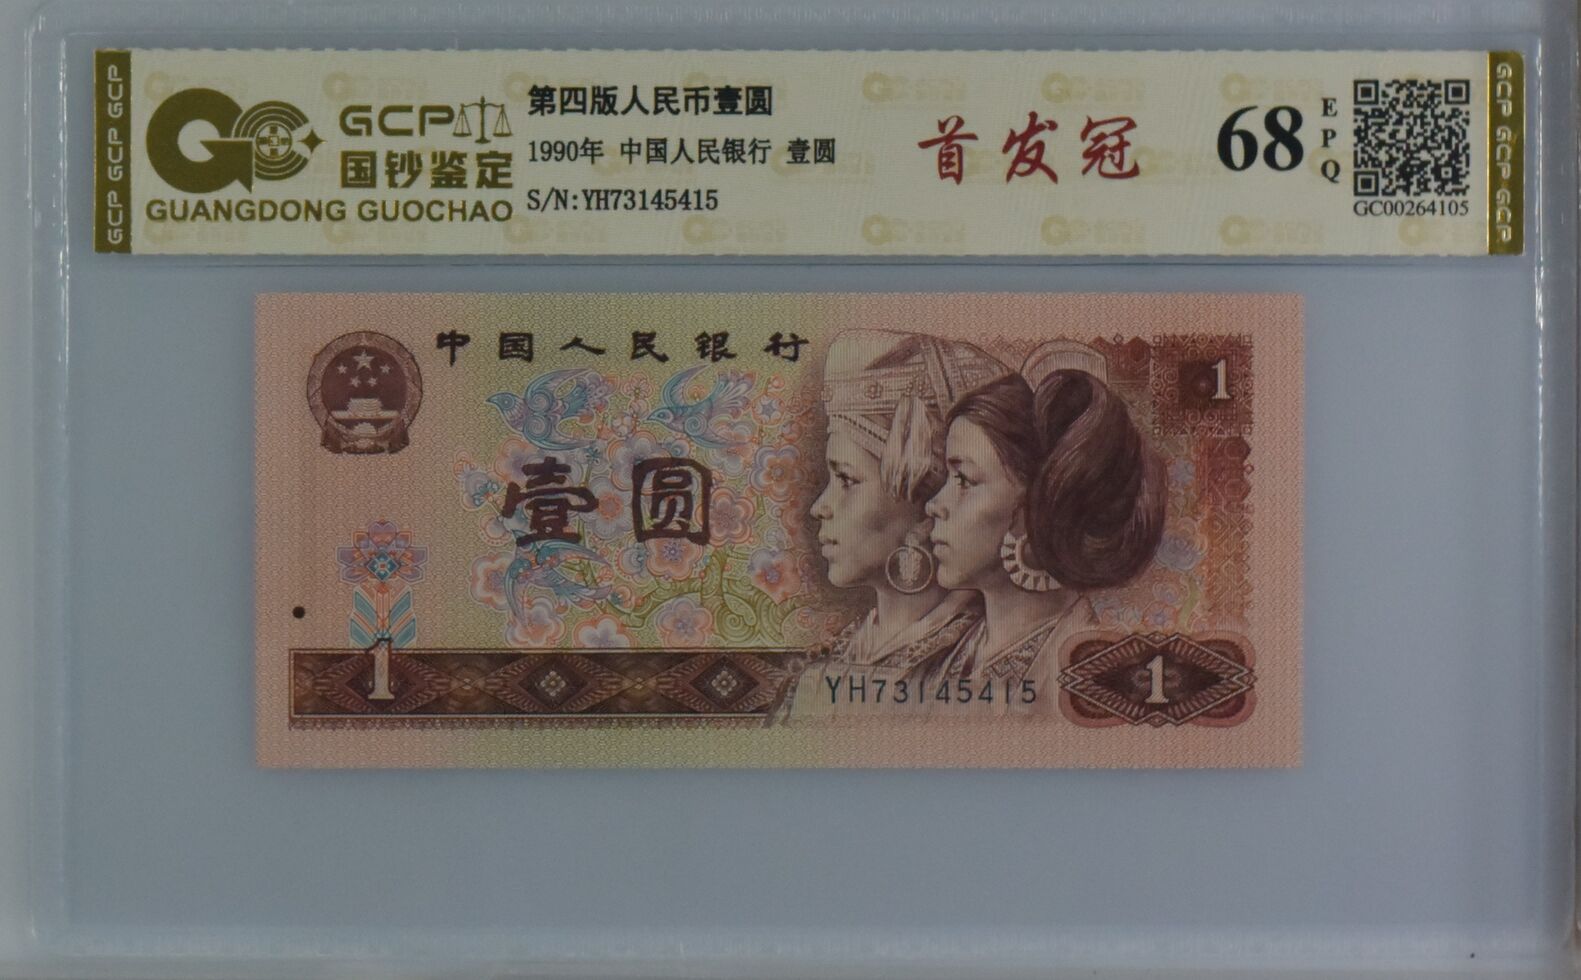 GCP GCP GCP
GCP
国钞鉴定
GUANGDONG GUOCHAO
第四版人民币壹圆
1990年 中国人民银行 壹圆
S/N:YH73145415
首发冠
68
EPQ
GC00264105
GCP GCP GCP
中国人民银行
1
壹圆
1
YH73145415
1